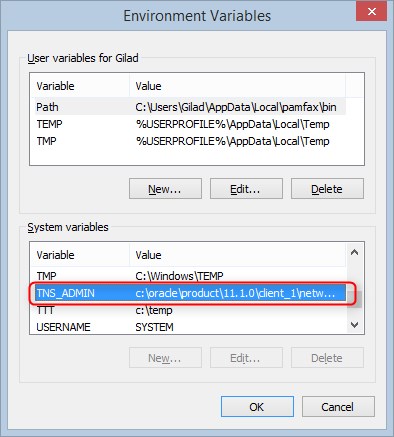 Environment Variables
User variables for Gilad
Variable Value
Path C:\Users\Gilad\AppData\Local\pamfax\bin
TEMP %USERPROFILE%\AppData\Local\Temp
TMP %USERPROFILE%\AppData\Local\Temp
New... Edit... Delete
System variables
Variable Value
TMP C:\Windows\TEMP
TNS_ADMIN c:\oracle\product\11.1.0\client_1\netw...
TTT c:\temp
USERNAME SYSTEM
New... Edit... Delete
OK Cancel